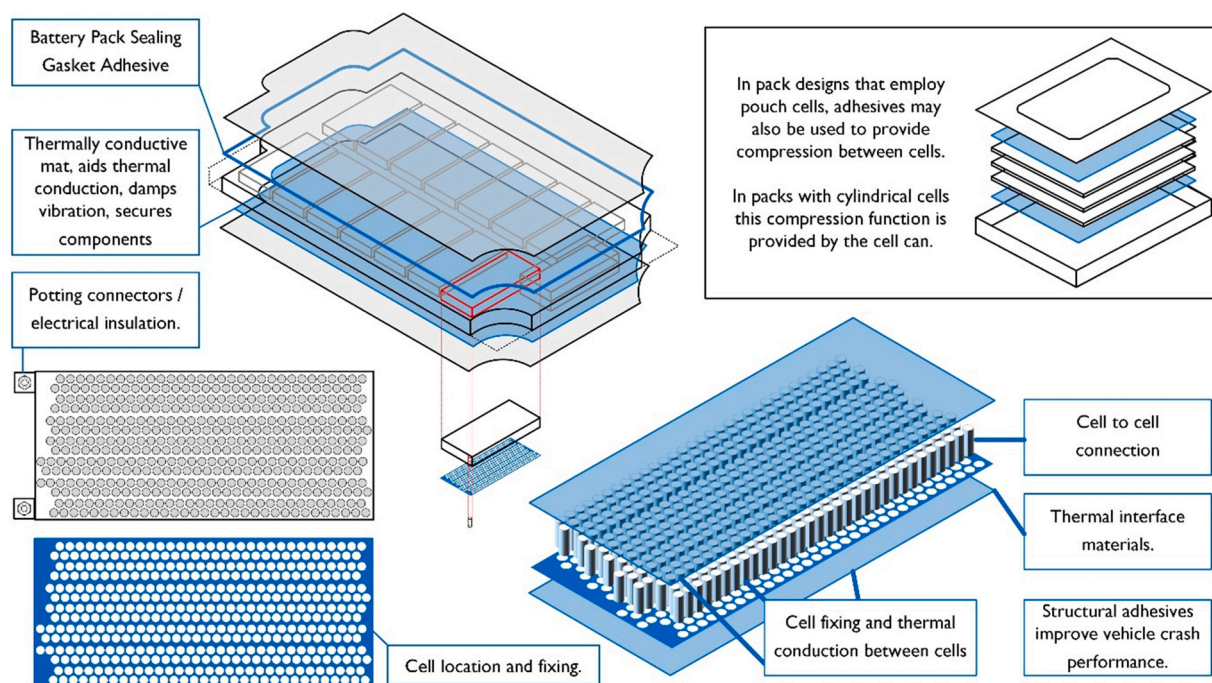 Battery Pack Sealing
Gasket Adhesive
Thermally conductive
mat, aids thermal
conduction, damps
vibration, secures
components
Potting connectors /
electrical insulation.
In pack designs that employ
pouch cells, adhesives may
also be used to provide
compression between cells.
In packs with cylindrical cells
this compression function is
provided by the cell can.
Cell to cell
connection
Thermal interface
materials.
Structural adhesives
improve vehicle crash
performance.
Cell fixing and thermal
conduction between cells
Cell location and fixing.